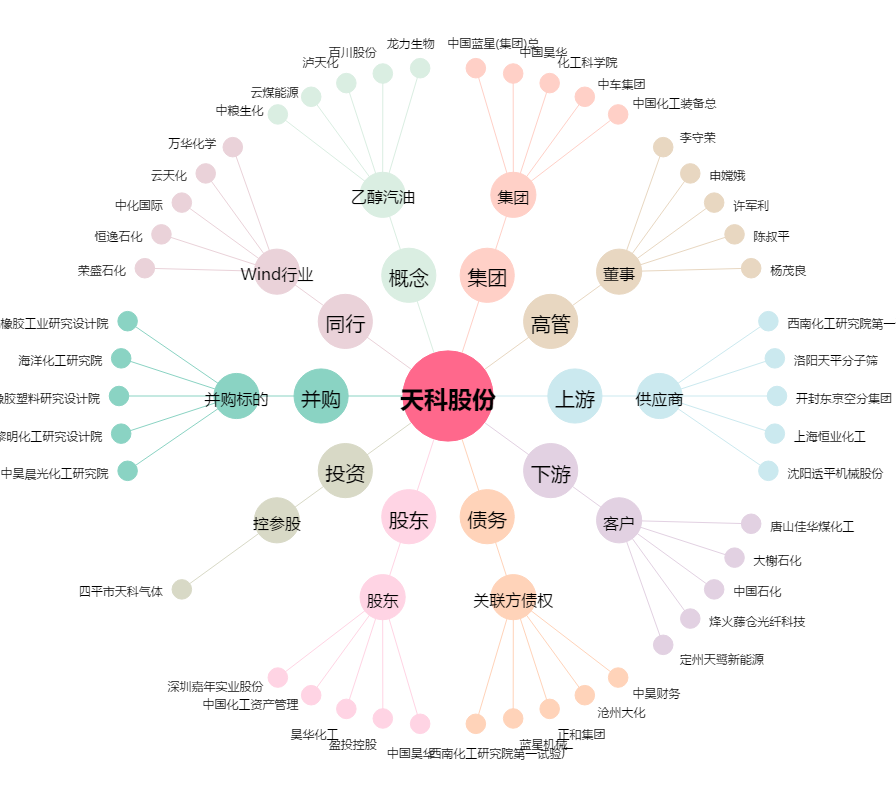 龙力生物
中国蓝星(集团)总
百川股份
中国昊华
泸天化
化工科学院
云煤能源
中车集团
中粮生化
中国化工装备总
万华化学
李守荣
云天化
申嫦娥
中化国际
许军利
恒逸石化
陈叔平
荣盛石化
杨茂良
乙醇汽油
集团
Wind行业
概念
集团
董事
同行
高管
橡胶工业研究设计院
西南化工研究院第一
海洋化工研究院
洛阳天平分子筛
橡胶塑料研究设计院
并购标的
并购
天科股份
上游
供应商
开封东京空分集团
黎明化工研究设计院
上海恒业化工
中昊晨光化工研究院
沈阳透平机械股份
投资
下游
控参股
股东
债务
客户
唐山佳华煤化工
大榭石化
四平市天科气体
中国石化
股东
关联方债权
烽火藤仓光纤科技
定州天鹭新能源
深圳嘉年实业股份
中昊财务
中国化工资产管理
沧州大化
昊华化工
正和集团
盈投控股
蓝星机械
中国昊华
西南化工研究院第一试验厂